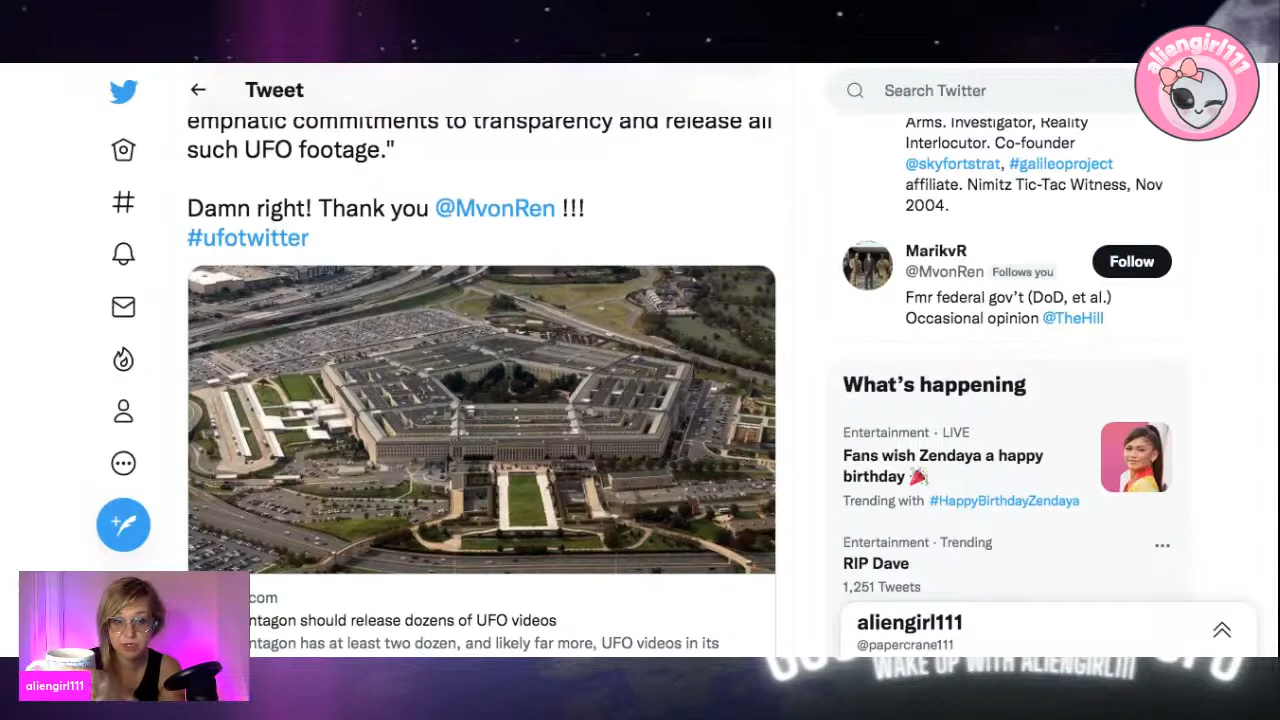 aliengirl111
Tweet
emphatic commitments to transparency and release all
such UFO footage."
Damn right! Thank you @MvonRen !!!
#ufotwitter
com
ntagon should release dozens of UFO videos
ntagon has at least two dozen, and likely far more, UFO videos in its
Search Twitter
Arms. Investigator, Reality
Interlocutor. Co-founder
@skyfortstrat, #galileoproject
affiliate. Nimitz Tic-Tac Witness, Nov
2004.
MarikvR
@MvonRen Follows you
Follow
Fmr federal gov't (DoD, et al.)
Occasional opinion @TheHill
What's happening
Entertainment · LIVE
Fans wish Zendaya a happy
birthday 🎉
Trending with #HappyBirthdayZendaya
Entertainment · Trending
RIP Dave
1,251 Tweets
aliengirl111
@papercrane111
aliengirl111
WAKE UP WITH ALIENGIRL111